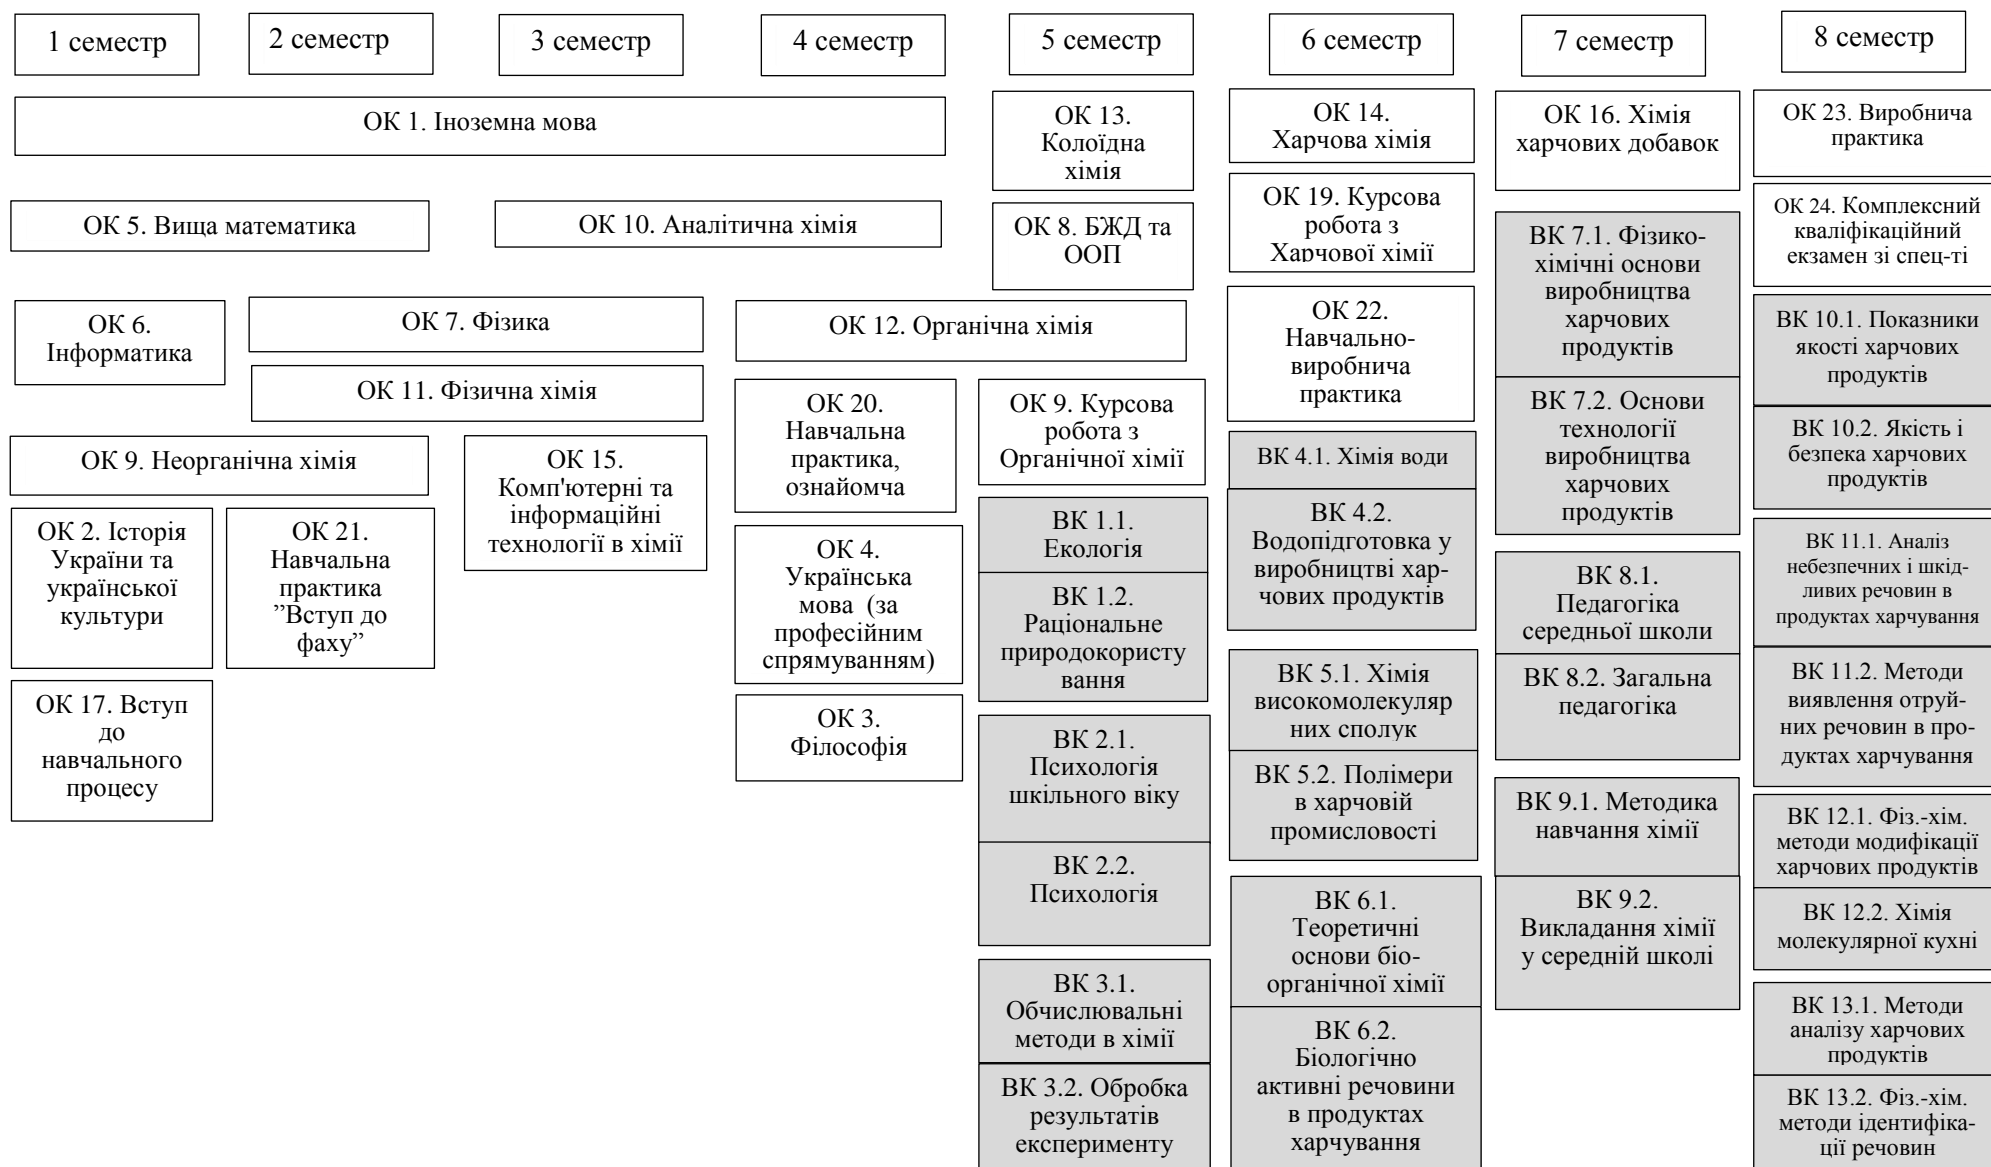 1 семестр
2 семестр
3 семестр
4 семестр
5 семестр
6 семестр
7 семестр
8 семестр
ОК 1. Іноземна мова
ОК 5. Вища математика
ОК 10. Аналітична хімія
ОК 6.
Інформатика
ОК 7. Фізика
ОК 12. Органічна хімія
ОК 11. Фізична хімія
ОК 9. Неорганічна хімія
ОК 2. Історія
України та
української
культури
ОК 17. Вступ
до
навчального
процесу
ОК 21.
Навчальна
практика
”Вступ до
фаху”
ОК 15.
Комп'ютерні та
інформаційні
технології в хімії
ОК 20.
Навчальна
практика,
ознайомча
ОК 4.
Українська
мова (за
професійним
спрямуванням)
ОК 3.
Філософія
ОК 13.
Колоїдна
хімія
ОК 8. БЖД та
ООП
ОК 9. Курсова
робота з
Органічної хімії
ВК 1.1.
Екологія
ВК 1.2.
Раціональне
природокористу
вання
ВК 2.1.
Психологія
шкільного віку
ВК 2.2.
Психологія
ВК 3.1.
Обчислювальні
методи в хімії
ВК 3.2. Обробка
результатів
експерименту
ОК 14.
Харчова хімія
ОК 19. Курсова
робота з
Харчової хімії
ОК 22.
Навчально-
виробнича
практика
ВК 4.1. Хімія води
ВК 4.2.
Водопідготовка у
виробництві хар-
чових продуктів
ВК 5.1. Хімія
високомолекуляр
них сполук
ВК 5.2. Полімери
в харчовій
промисловості
ВК 6.1.
Теоретичні
основи біо-
органічної хімії
ВК 6.2.
Біологічно
активні речовини
в продуктах
харчування
ОК 16. Хімія
харчових добавок
ВК 7.1. Фізико-
хімічні основи
виробництва
харчових
продуктів
ВК 7.2. Основи
технології
виробництва
харчових
продуктів
ВК 8.1.
Педагогіка
середньої школи
ВК 8.2. Загальна
педагогіка
ВК 9.1. Методика
навчання хімії
ВК 9.2.
Викладання хімії
у середній школі
ОК 23. Виробнича
практика
ОК 24. Комплексний
кваліфікаційний
екзамен зі спец-ті
ВК 10.1. Показники
якості харчових
продуктів
ВК 10.2. Якість і
безпека харчових
продуктів
ВК 11.1. Аналіз
небезпечних і шкід-
ливих речовин в
продуктах харчування
ВК 11.2. Методи
виявлення отруй-
них речовин в про-
дуктах харчування
ВК 12.1. Фіз.-хім.
методи модифікації
харчових продуктів
ВК 12.2. Хімія
молекулярної кухні
ВК 13.1. Методи
аналізу харчових
продуктів
ВК 13.2. Фіз.-хім.
методи ідентифіка-
ції речовин